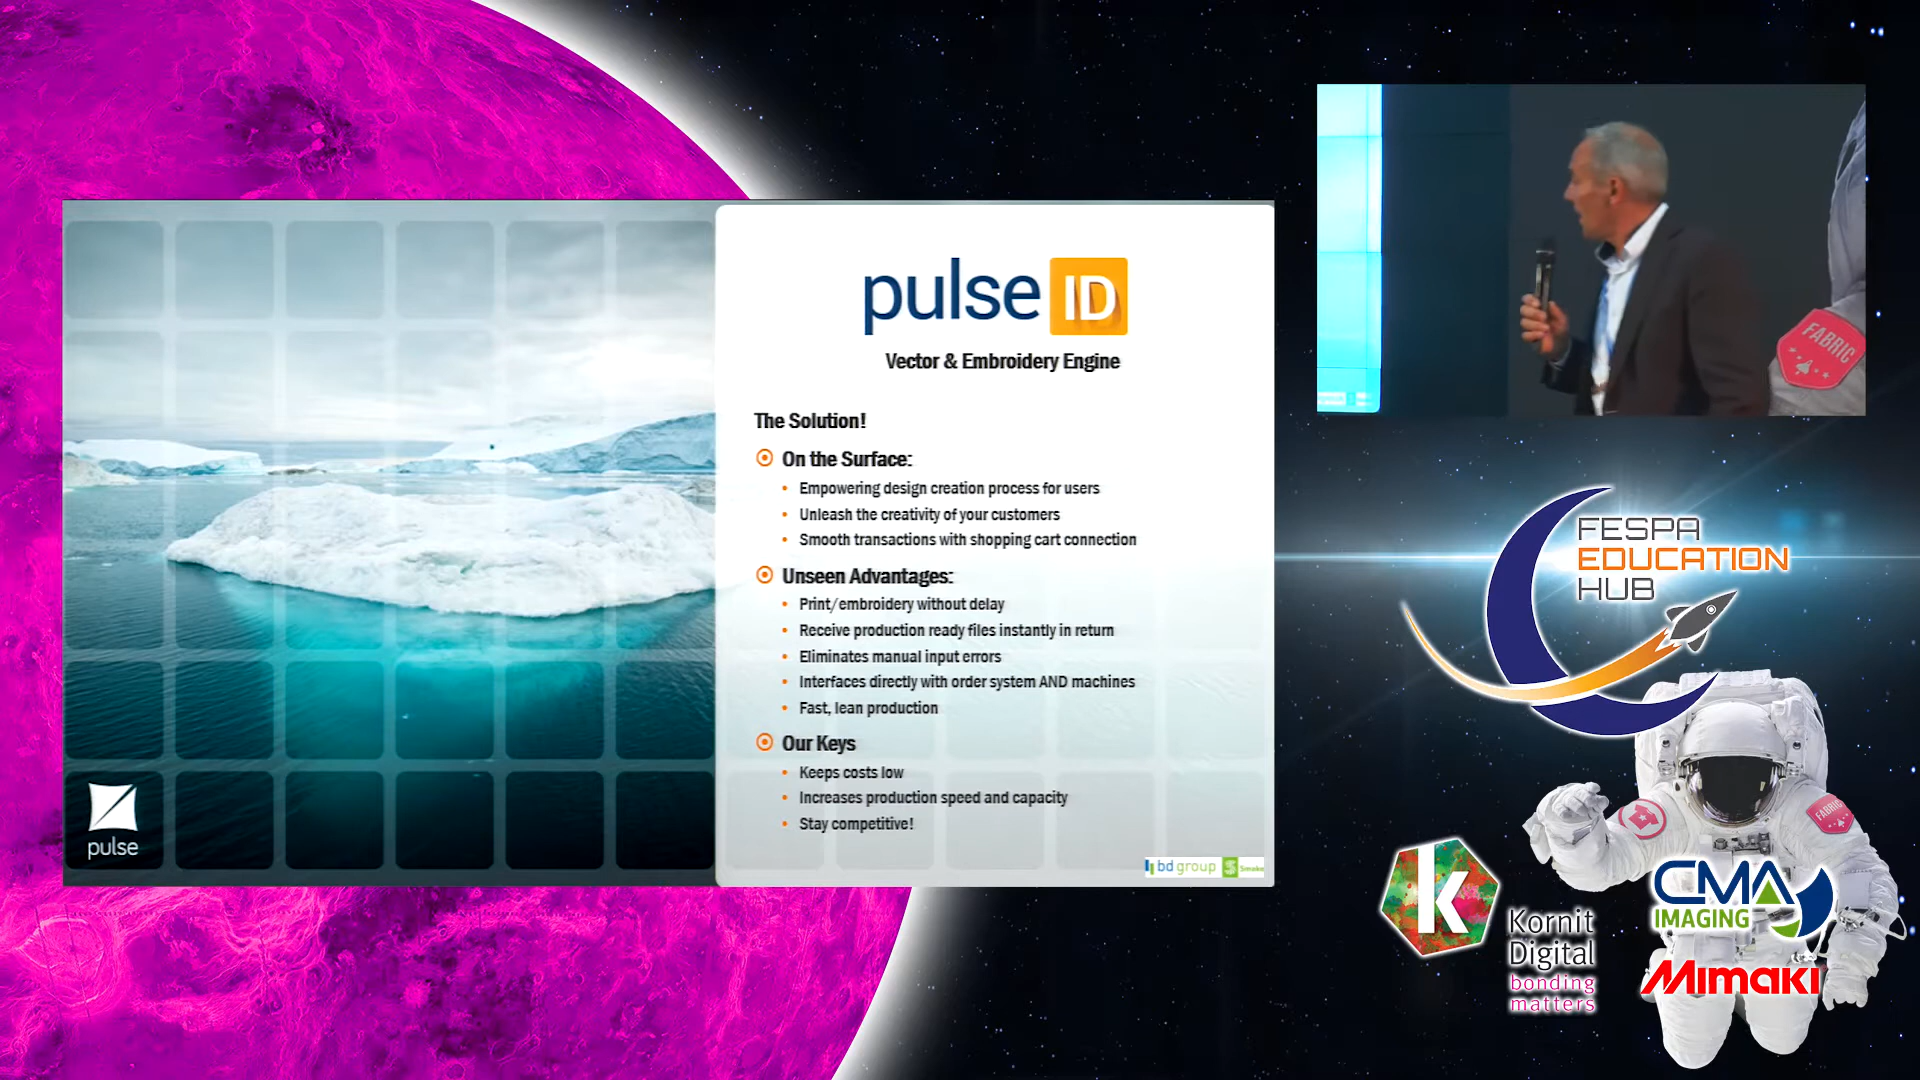 pulse ID
Vector & Embroidery Engine
The Solution!
On the Surface:
• Empowering design creation process for users
• Unleash the creativity of your customers
• Smooth transactions with shopping cart connection
Unseen Advantages:
• Print/embroidery without delay
• Receive production ready files instantly in return
• Eliminates manual input errors
• Interfaces directly with order system AND machines
• Fast, lean production
Our Keys
• Keeps costs low
• Increases production speed and capacity
• Stay competitive!
pulse
bd group
S Smake
FABRIC
FESPA
EDUCATION
HUB
FABRIC
K
Kornit
Digital
bonding
matters
CMA
IMAGING
Mimaki